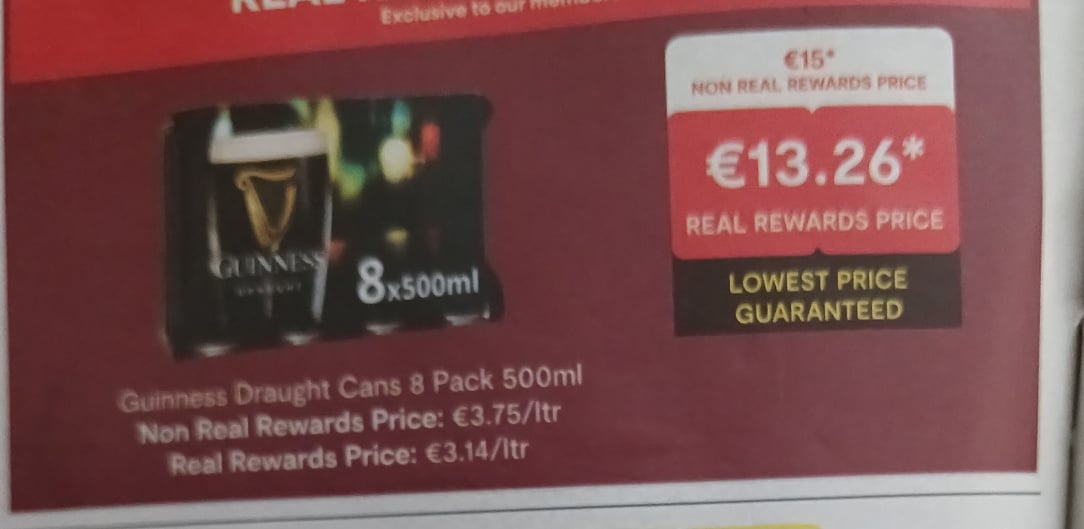 Exclusive to our
€15*
NON REAL REWARDS PRICE
€13.26*
REAL REWARDS PRICE
LOWEST PRICE
GUARANTEED
GUINNESS
8x500ml
Guinness Draught Cans 8 Pack 500ml
Non Real Rewards Price: €3.75/ltr
Real Rewards Price: €3.14/ltr